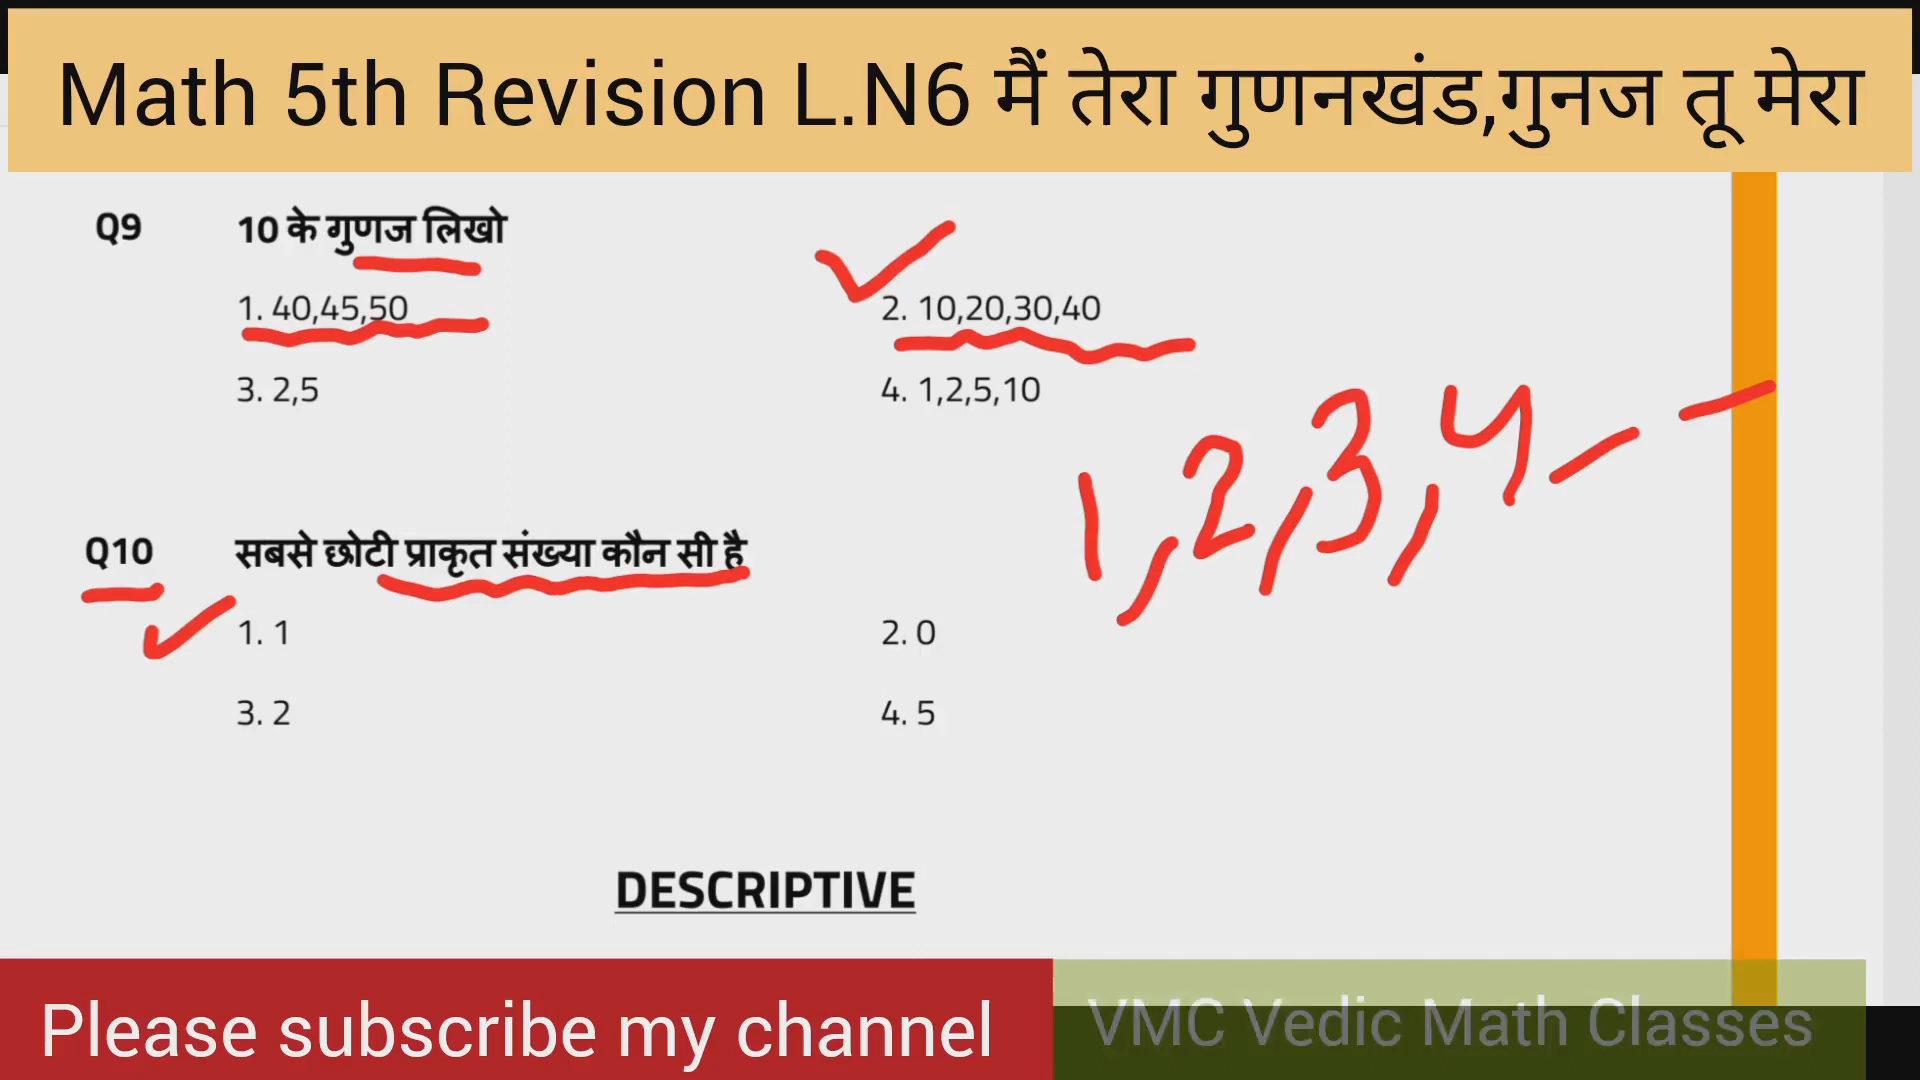 Math 5th Revision L.N6 मैं तेरा गुणनखंड,गुनज तू मेरा
Q9 10 के गुणज लिखो
1. 40,45,50 2. 10,20,30,40
3. 2,5 4. 1,2,5,10
1,2,3,4 - -
Q10 सबसे छोटी प्राकृत संख्या कौन सी है
1. 1 2. 0
3. 2 4. 5
DESCRIPTIVE
Please subscribe my channel VMC Vedic Math Classes